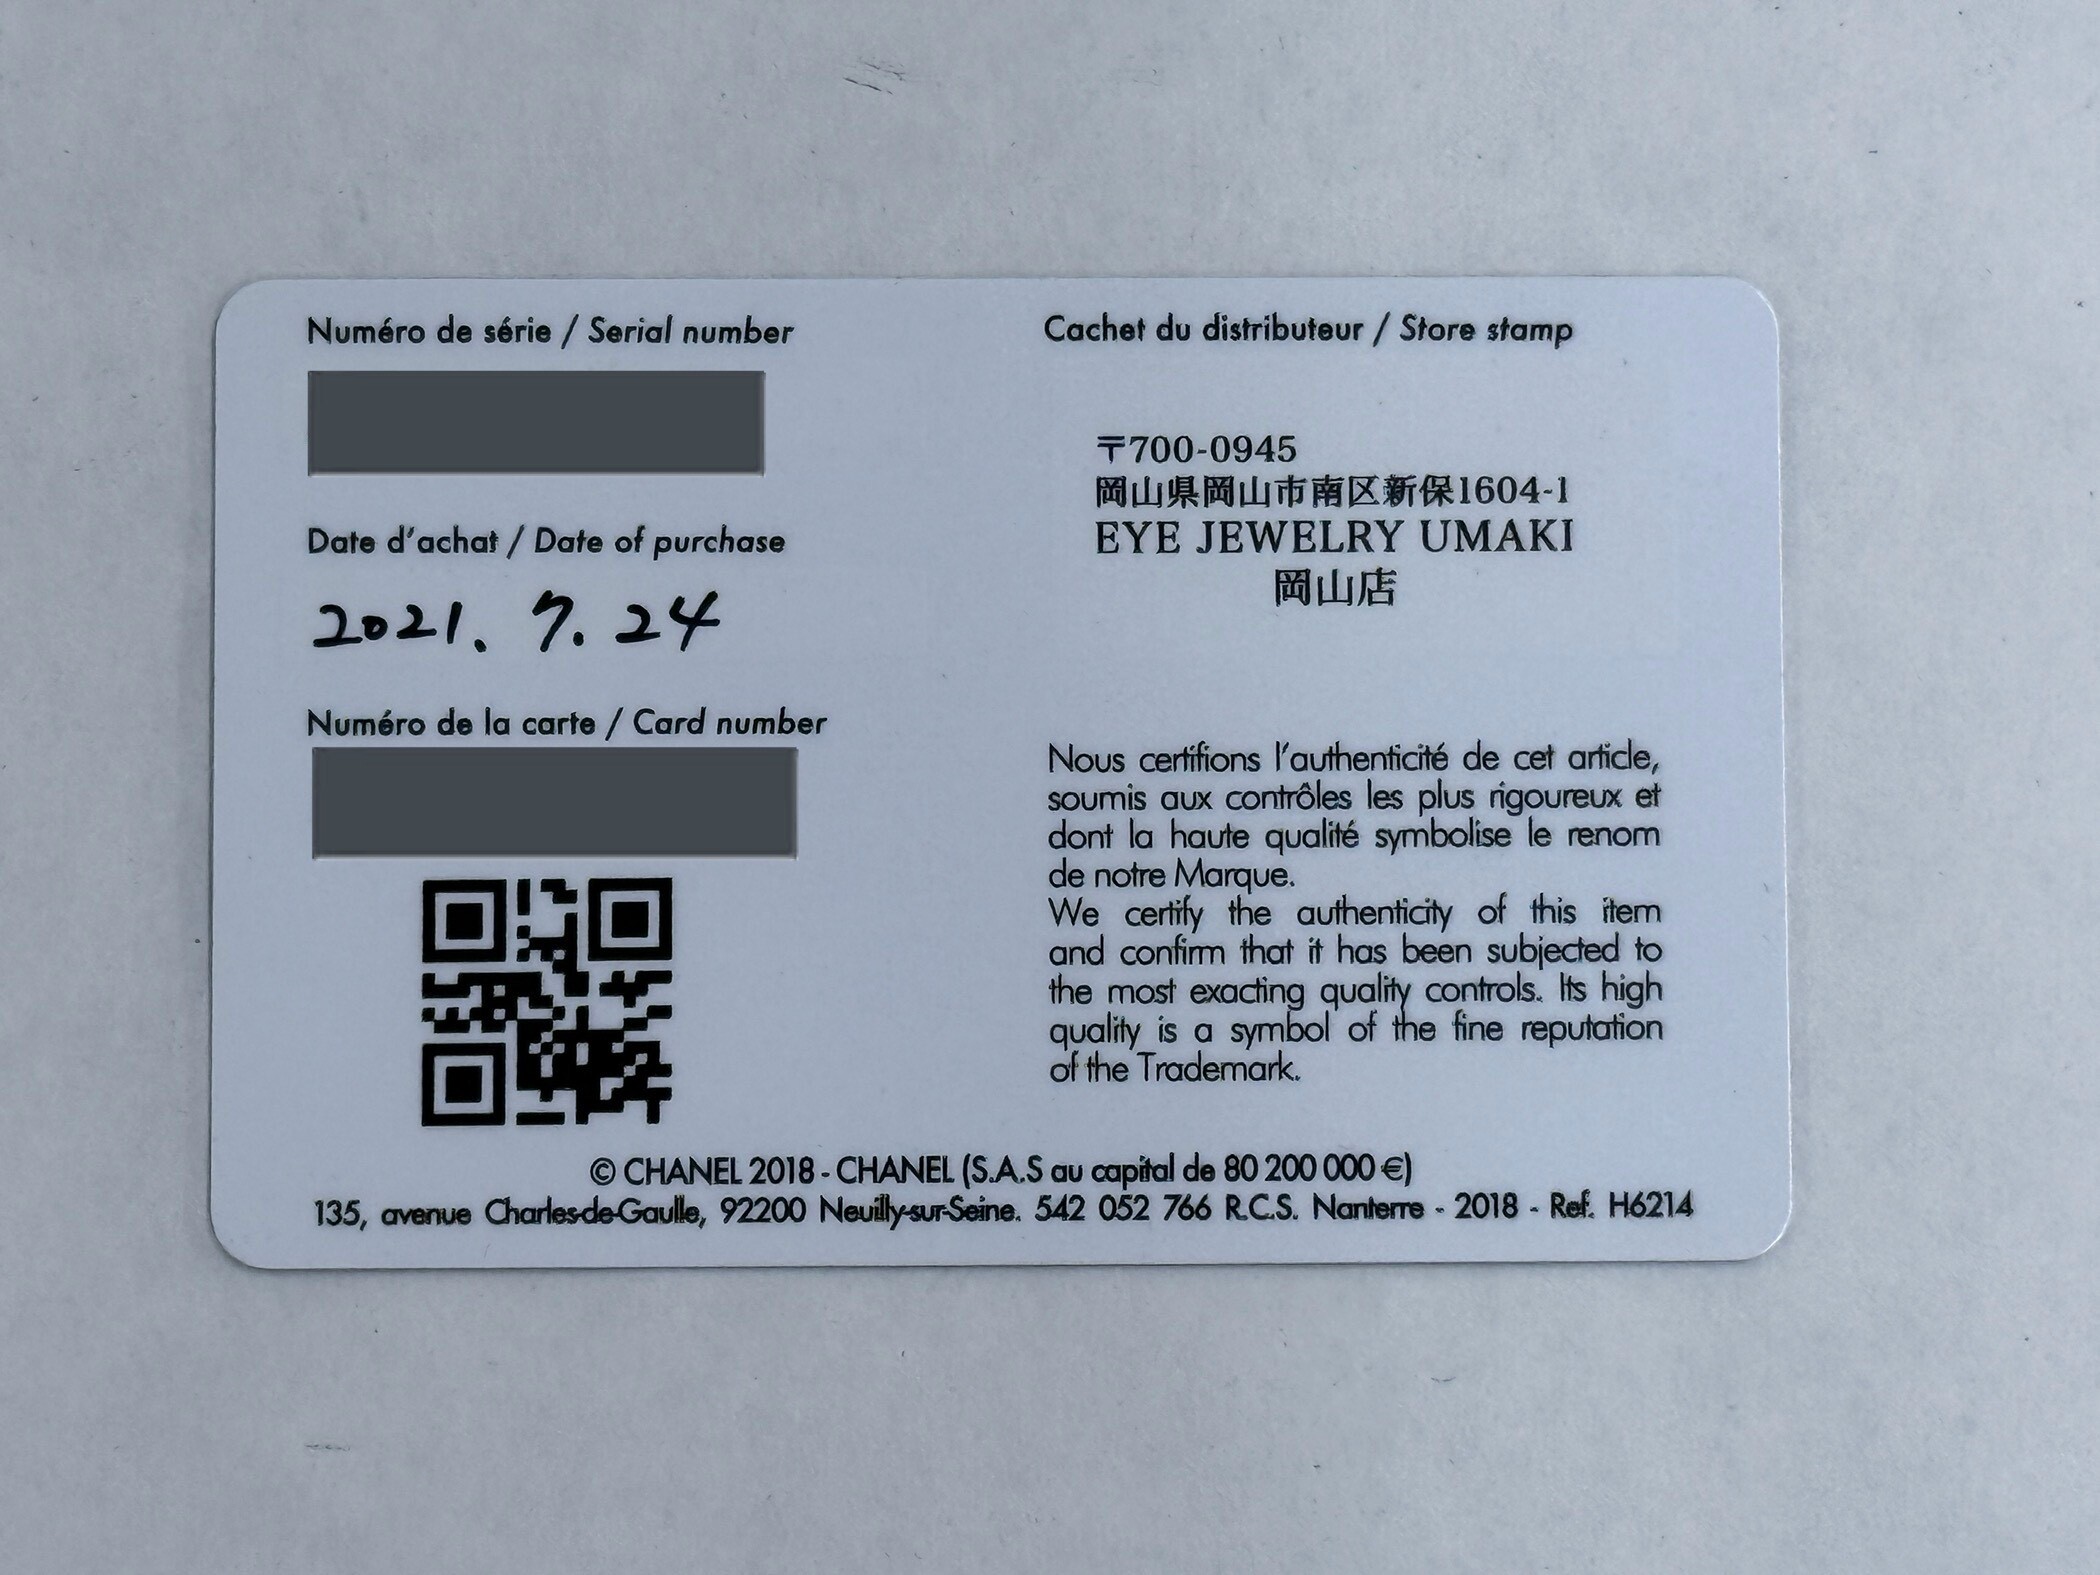 Numéro de série / Serial number
Date d'achat / Date of purchase
2021. 7. 24
Numéro de la carte / Card number
Cachet du distributeur / Store stamp
〒700-0945
岡山県岡山市南区新保1604-1
EYE JEWELRY UMAKI
岡山店
Nous certifions l'authenticité de cet article,
soumis aux contrôles les plus rigoureux et
dont la haute qualité symbolise le renom
de notre Marque.
We certify the authenticity of this item
and confirm that it has been subjected to
the most exacting quality controls. Its high
quality is a symbol of the fine reputation
of the Trademark.
© CHANEL 2018 - CHANEL (S.A.S au capital de 80 200 000 €)
135, avenue Charles-de-Gaulle, 92200 Neuilly-sur-Seine. 542 052 766 R.C.S. Nanterre - 2018 - Ref. H6214